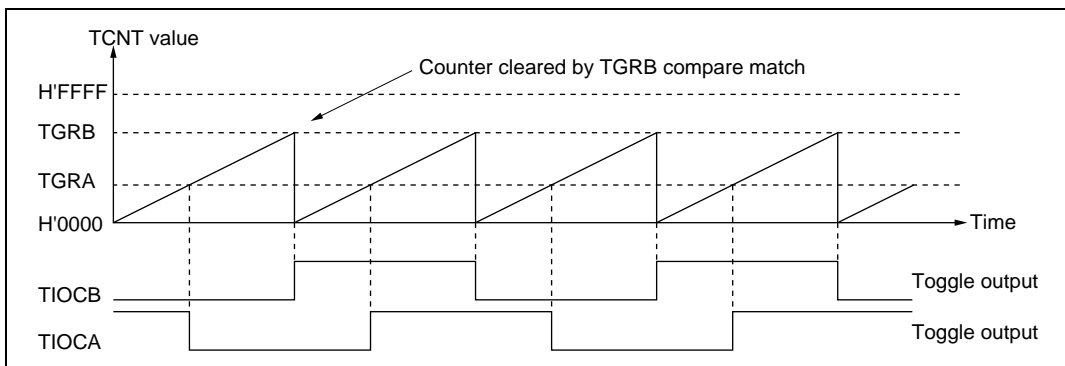 TCNT value
Counter cleared by TGRB compare match
H'FFFF
TGRB
TGRA
H'0000
Time
TIOCB
Toggle output
TIOCA
Toggle output